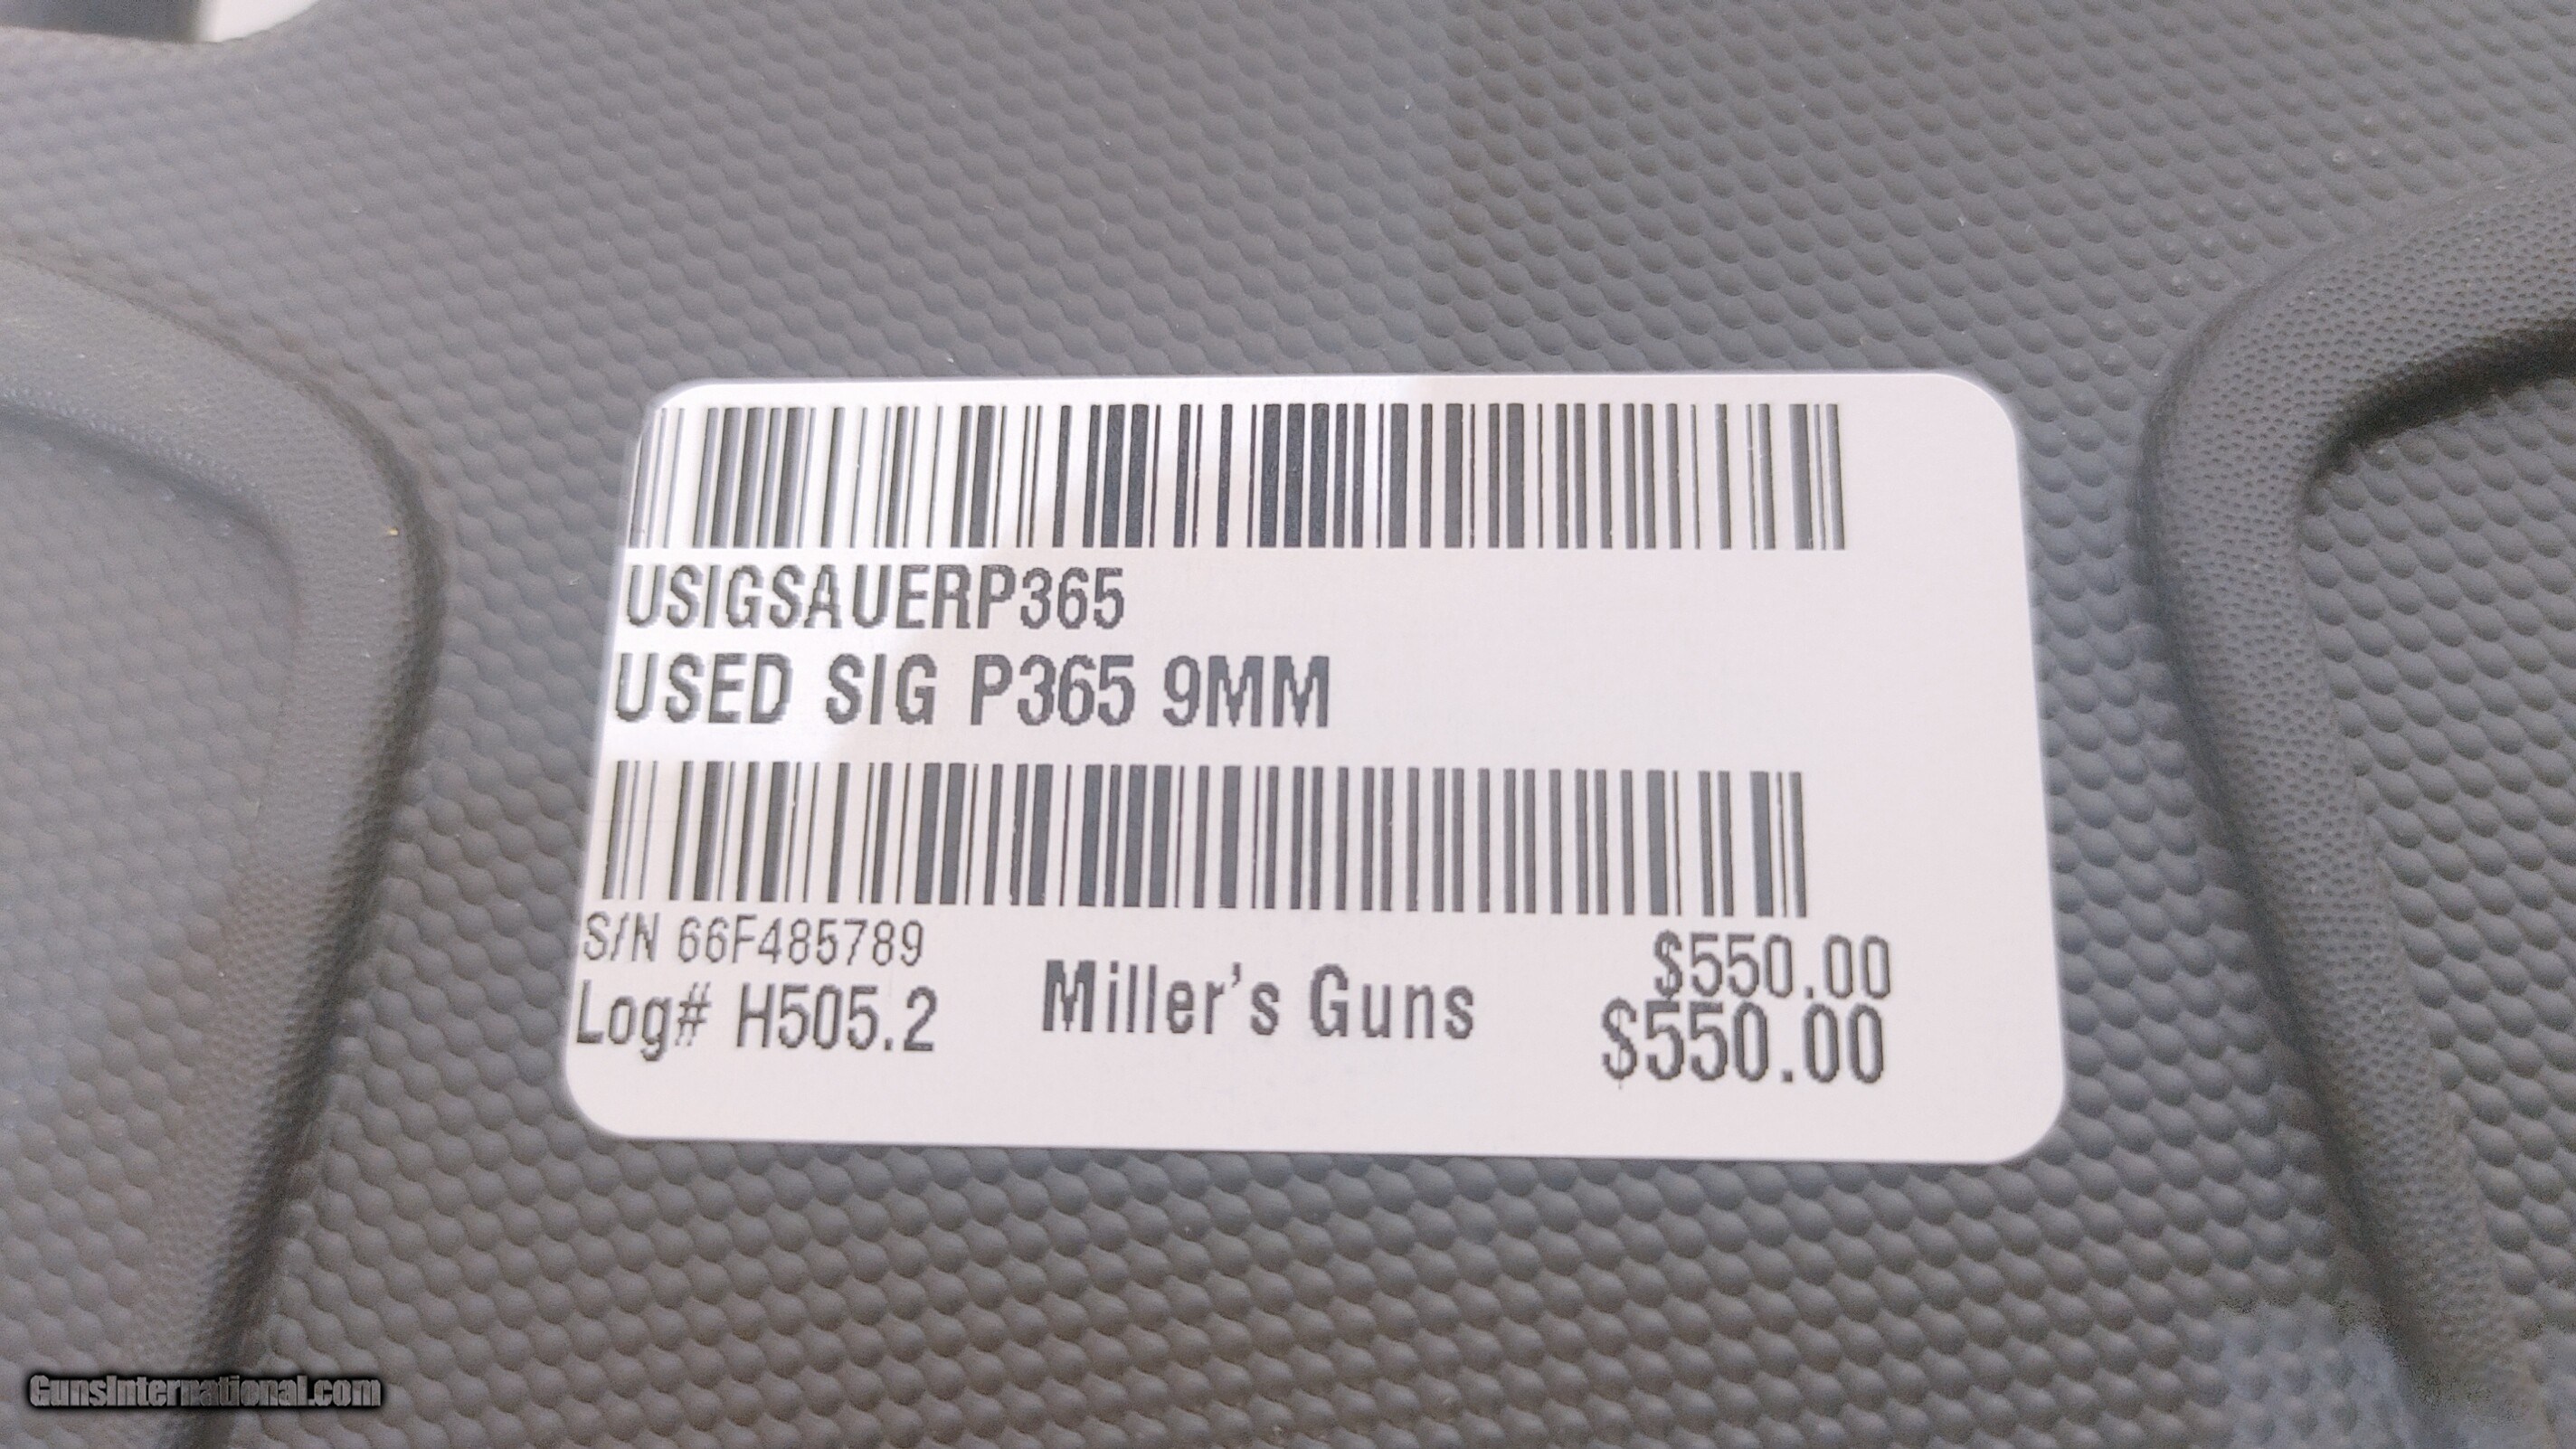 USIGSAUERP365
USED SIG P365 9MM
S/N 66F485789
$550.00
Log# H505.2
Miller's Guns
$550.00
GunsInternational.com